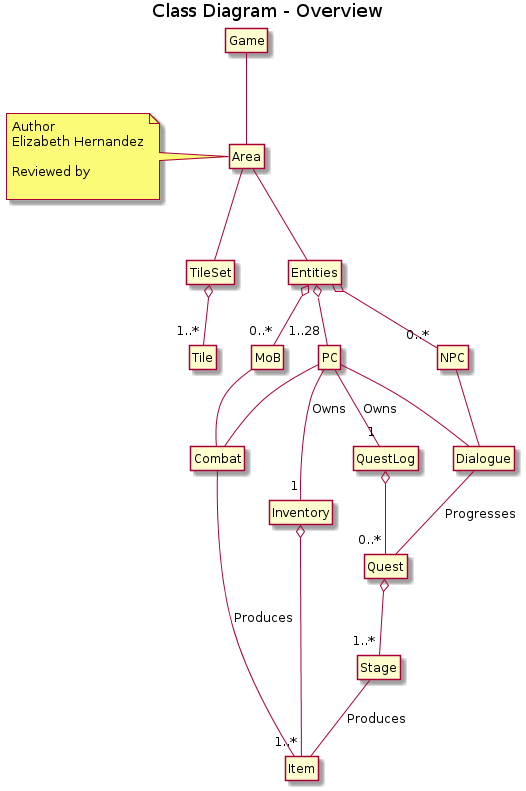 Class Diagram - Overview
Game
Author
Elizabeth Hernandez
Reviewed by
Area
TileSet
Entities
1..*
0..*
1..28
0..*
Tile
MoB
PC
NPC
Owns
Owns
1
Combat
QuestLog
Dialogue
1
Inventory
Progresses
0..*
Quest
Produces
1..*
Stage
Produces
1..*
Item